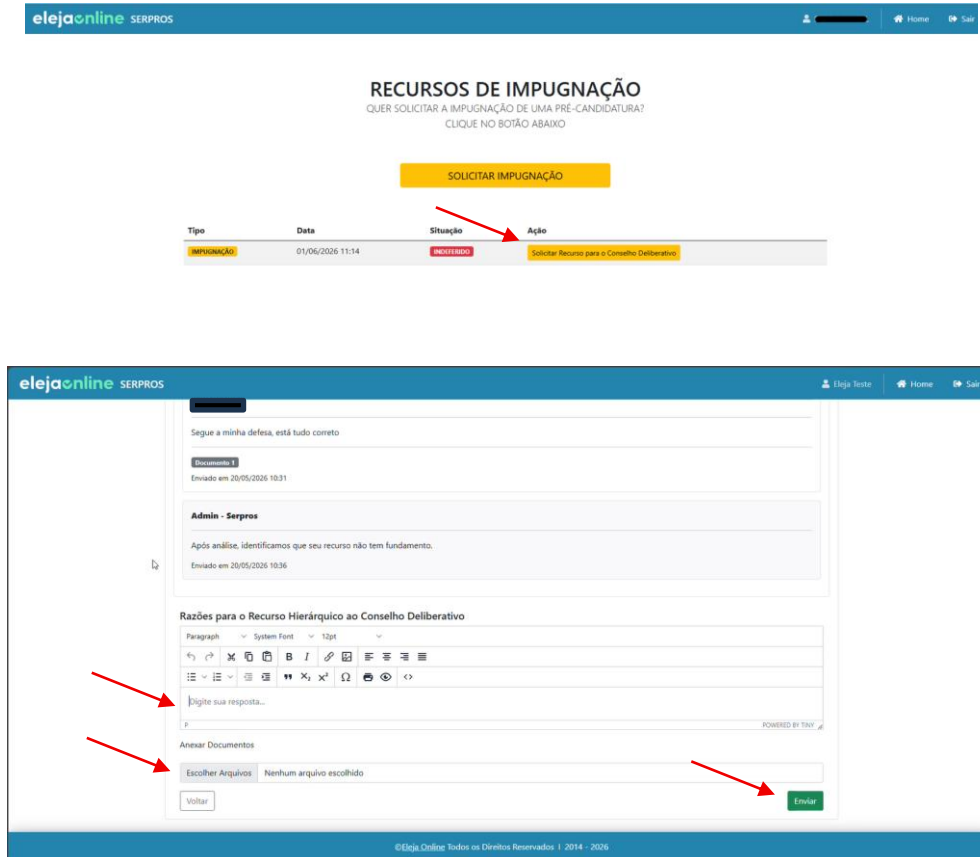 elejaonline SERPROS
Home
Sair
RECURSOS DE IMPUGNAÇÃO
QUER SOLICITAR A IMPUGNAÇÃO DE UMA PRÉ-CANDIDATURA?
CLIQUE NO BOTÃO ABAIXO
SOLICITAR IMPUGNAÇÃO
Tipo Data Situação Ação
IMPUGNAÇÃO 01/06/2026 11:14 INDEFERIDO Solicitar Recurso para o Conselho Deliberativo
elejaonline SERPROS
Eleja Teste Home Sair
Segue a minha defesa, está tudo correto
Documento 1
Enviado em 20/05/2026 10:31
Admin - Serpros
Após análise, identificamos que seu recurso não tem fundamento.
Enviado em 20/05/2026 10:36
Razões para o Recurso Hierárquico ao Conselho Deliberativo
Paragraph System Font 12pt
Digite sua resposta...
P POWERED BY TINY
Anexar Documentos
Escolher Arquivos Nenhum arquivo escolhido
Voltar Enviar
©Eleja Online Todos os Direitos Reservados | 2014 - 2026